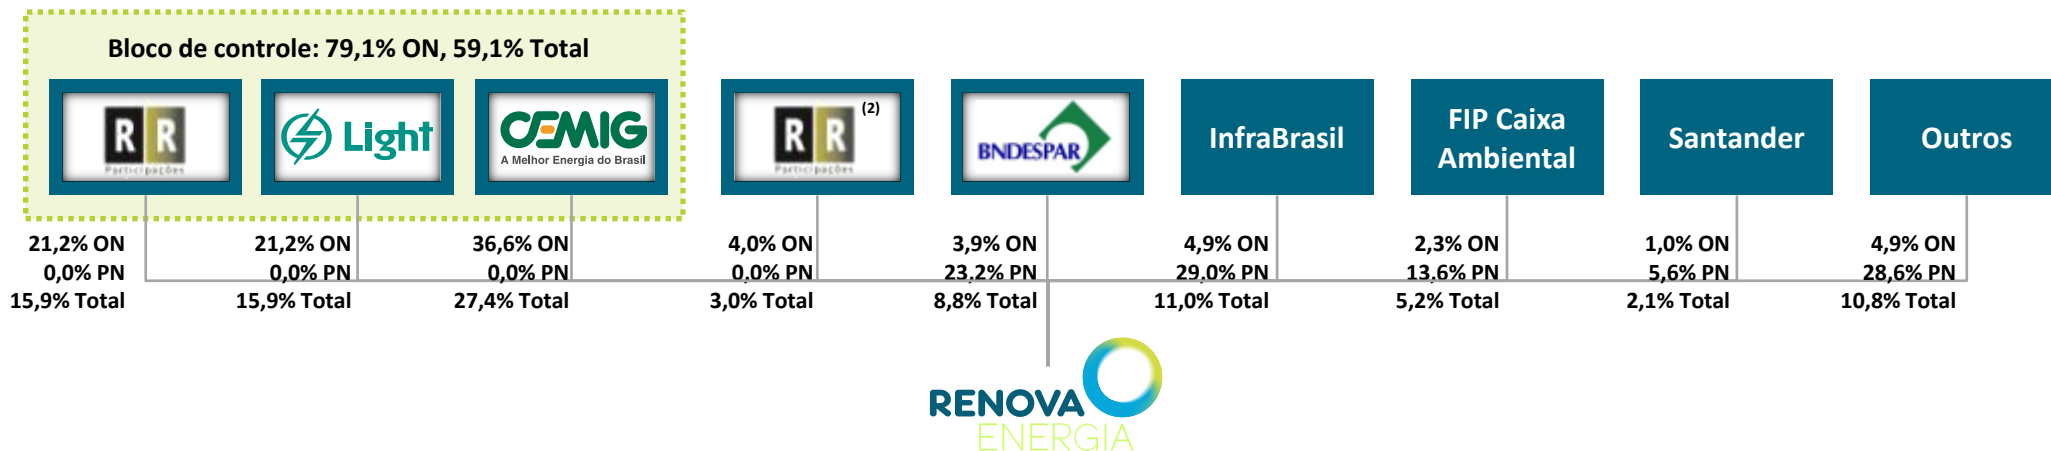 Bloco de controle: 79,1% ON, 59,1% Total
RR
Participações
Light
CEMIG
A Melhor Energia do Brasil
RR
Participações
(2)
BNDESPAR
InfraBrasil
FIP Caixa
Ambiental
Santander
Outros
21,2% ON
0,0% PN
15,9% Total
21,2% ON
0,0% PN
15,9% Total
36,6% ON
0,0% PN
27,4% Total
4,0% ON
0,0% PN
3,0% Total
3,9% ON
23,2% PN
8,8% Total
4,9% ON
29,0% PN
11,0% Total
2,3% ON
13,6% PN
5,2% Total
1,0% ON
5,6% PN
2,1% Total
4,9% ON
28,6% PN
10,8% Total
RENOVA
ENERGIA